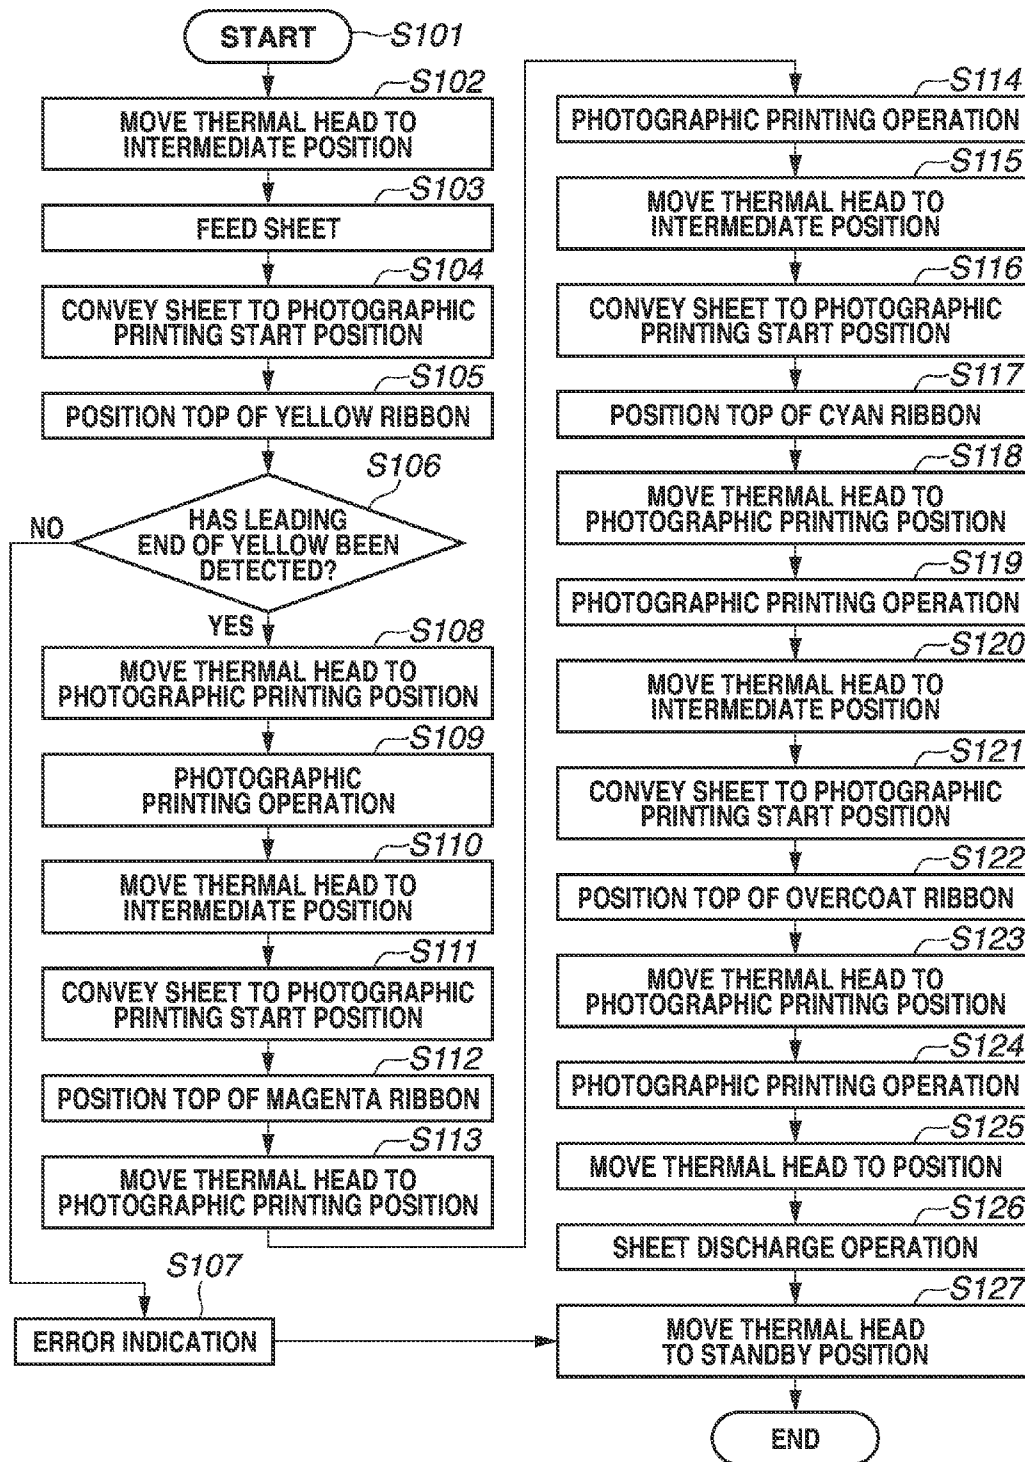 START
S101
S102
MOVE THERMAL HEAD TO
INTERMEDIATE POSITION
S103
FEED SHEET
S104
CONVEY SHEET TO PHOTOGRAPHIC
PRINTING START POSITION
S105
POSITION TOP OF YELLOW RIBBON
S106
HAS LEADING
END OF YELLOW BEEN
DETECTED?
NO
YES
S108
MOVE THERMAL HEAD TO
PHOTOGRAPHIC PRINTING POSITION
S109
PHOTOGRAPHIC
PRINTING OPERATION
S110
MOVE THERMAL HEAD TO
INTERMEDIATE POSITION
S111
CONVEY SHEET TO PHOTOGRAPHIC
PRINTING START POSITION
S112
POSITION TOP OF MAGENTA RIBBON
S113
MOVE THERMAL HEAD TO
PHOTOGRAPHIC PRINTING POSITION
S107
ERROR INDICATION
S114
PHOTOGRAPHIC PRINTING OPERATION
S115
MOVE THERMAL HEAD TO
INTERMEDIATE POSITION
S116
CONVEY SHEET TO PHOTOGRAPHIC
PRINTING START POSITION
S117
POSITION TOP OF CYAN RIBBON
S118
MOVE THERMAL HEAD TO
PHOTOGRAPHIC PRINTING POSITION
S119
PHOTOGRAPHIC PRINTING OPERATION
S120
MOVE THERMAL HEAD TO
INTERMEDIATE POSITION
S121
CONVEY SHEET TO PHOTOGRAPHIC
PRINTING START POSITION
S122
POSITION TOP OF OVERCOAT RIBBON
S123
MOVE THERMAL HEAD TO
PHOTOGRAPHIC PRINTING POSITION
S124
PHOTOGRAPHIC PRINTING OPERATION
S125
MOVE THERMAL HEAD TO POSITION
S126
SHEET DISCHARGE OPERATION
S127
MOVE THERMAL HEAD
TO STANDBY POSITION
END